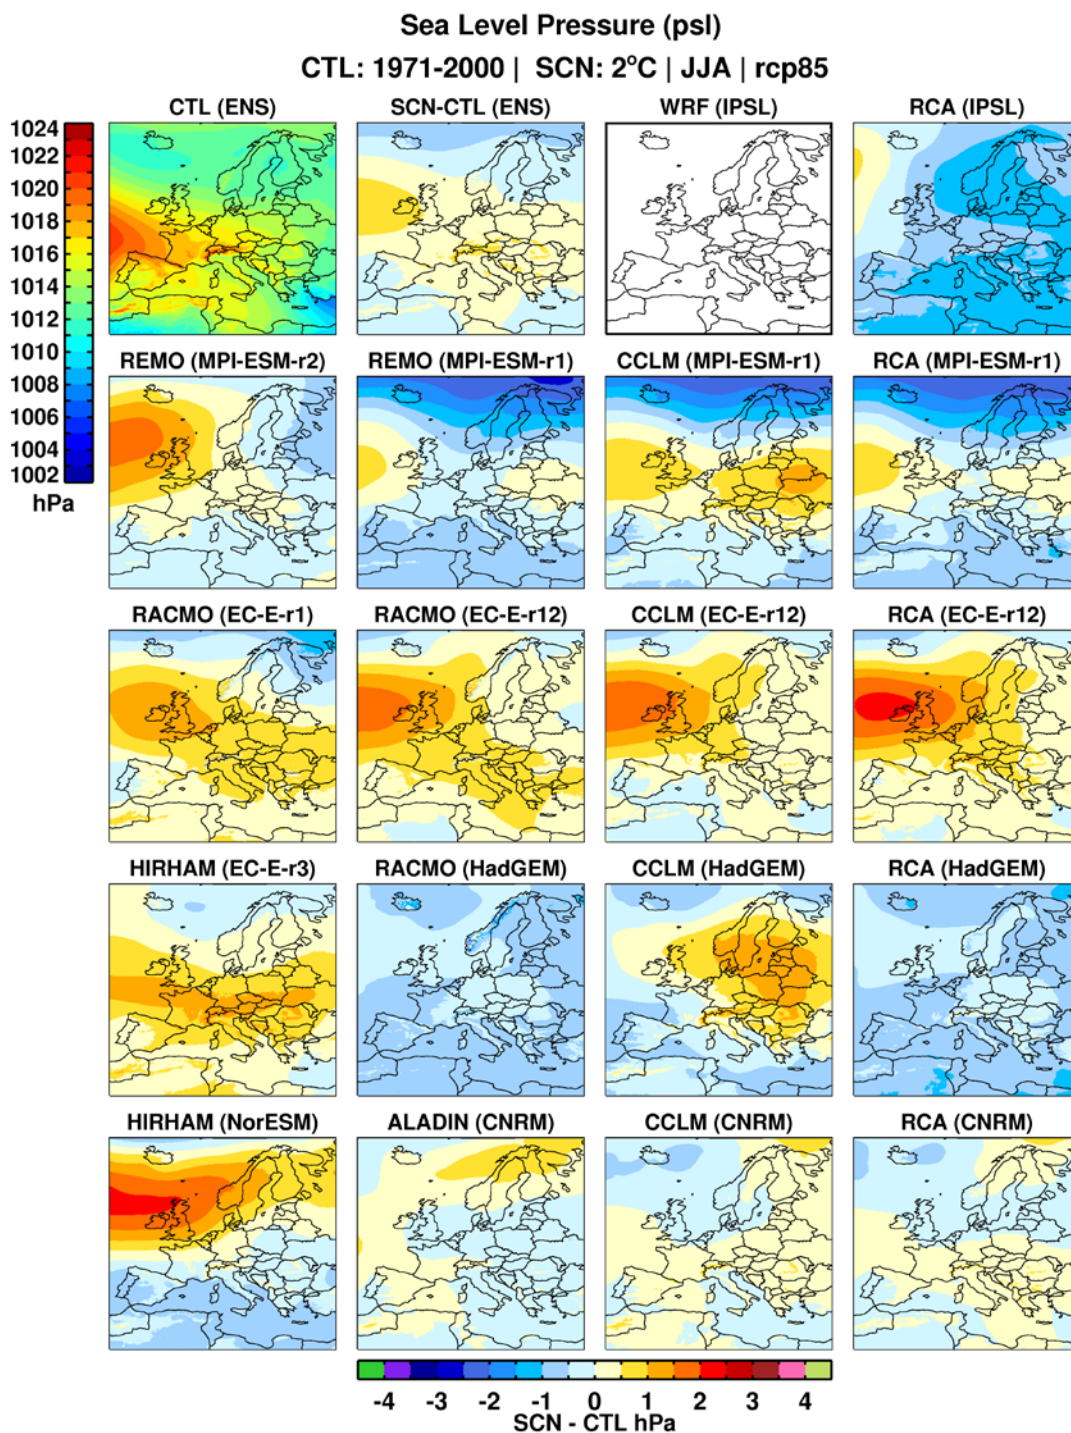 Sea Level Pressure (psl)
CTL: 1971-2000 | SCN: 2°C | JJA | rcp85
CTL (ENS) SCN-CTL (ENS) WRF (IPSL) RCA (IPSL)
1024
1022
1020
1018
1016
1014
1012
1010
1008
1006
1004
1002
hPa
REMO (MPI-ESM-r2) REMO (MPI-ESM-r1) CCLM (MPI-ESM-r1) RCA (MPI-ESM-r1)
RACMO (EC-E-r1) RACMO (EC-E-r12) CCLM (EC-E-r12) RCA (EC-E-r12)
HIRHAM (EC-E-r3) RACMO (HadGEM) CCLM (HadGEM) RCA (HadGEM)
HIRHAM (NorESM) ALADIN (CNRM) CCLM (CNRM) RCA (CNRM)
-4 -3 -2 -1 0 1 2 3 4
SCN - CTL hPa